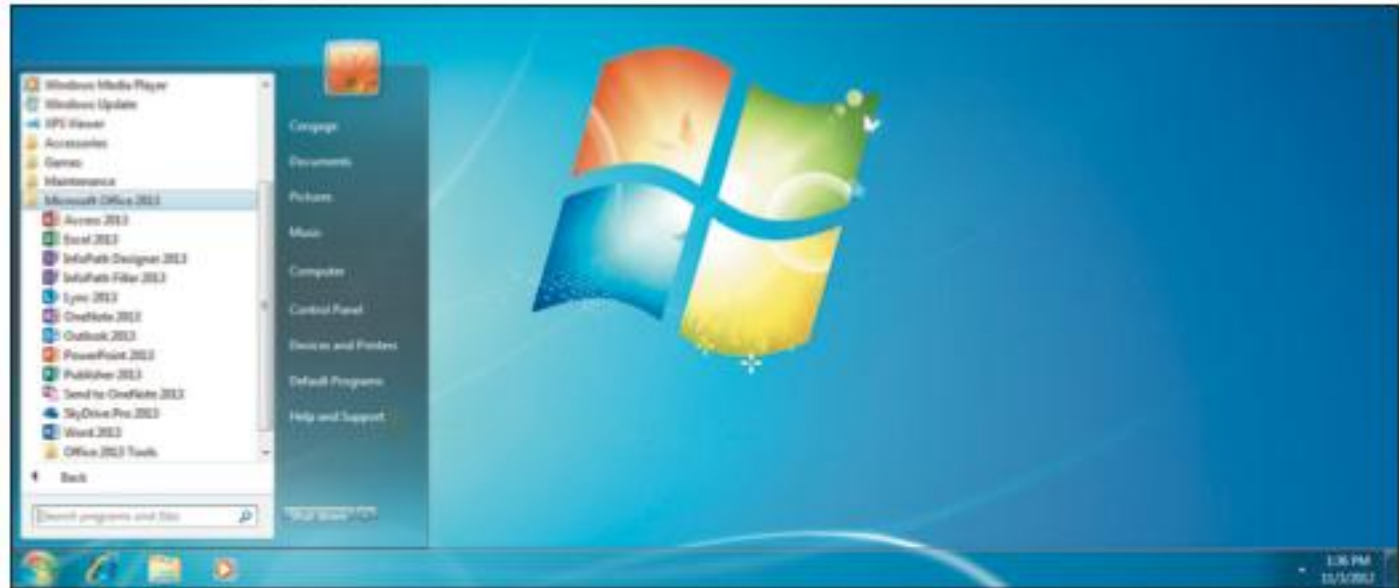 Windows Media Player
Windows Update
XPS Viewer
Accessories
Games
Maintenance
Microsoft Office 2013
Access 2013
Excel 2013
InfoPath Designer 2013
InfoPath Filler 2013
Lync 2013
OneNote 2013
Outlook 2013
PowerPoint 2013
Publisher 2013
Send to OneNote 2013
SkyDrive Pro 2013
Word 2013
Office 2013 Tools
Back
Search programs and files
Cengage
Documents
Pictures
Music
Computer
Control Panel
Devices and Printers
Default Programs
Help and Support
Shut down
1:36 PM